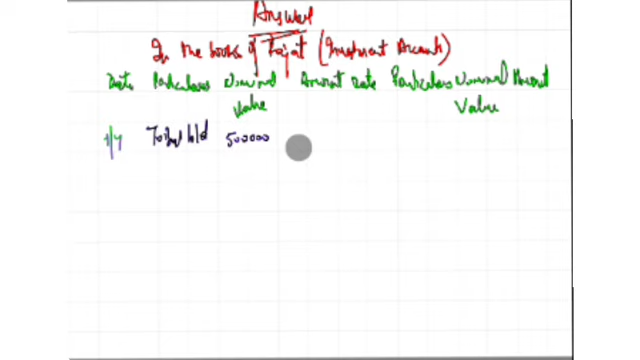 Answer
In the books of Rajat (Investment Account)
Date Particulars Nominal Amount Date Particulars Nominal Amount
Value Value
1/4 To Bal b/d 500000